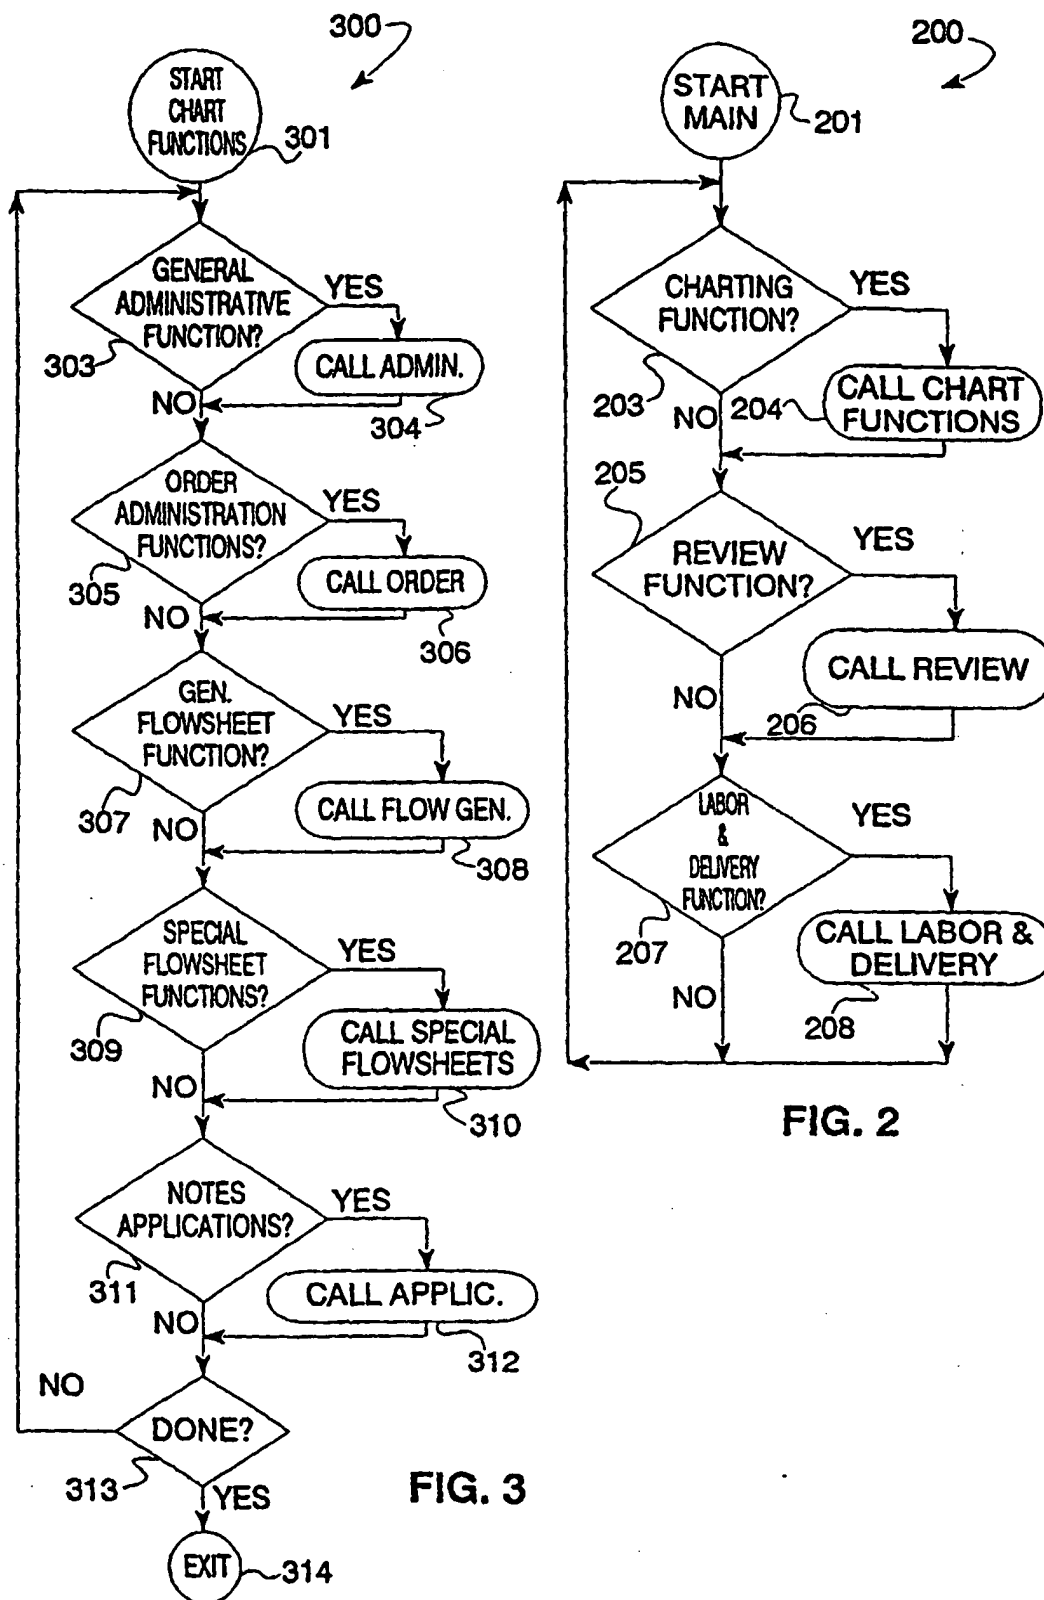 300
START
CHART
FUNCTIONS
301
GENERAL
ADMINISTRATIVE
FUNCTION?
YES
303
CALL ADMIN.
NO
304
ORDER
ADMINISTRATION
FUNCTIONS?
YES
305
CALL ORDER
NO
306
GEN.
FLOWSHEET
FUNCTION?
YES
307
CALL FLOW GEN.
NO
308
SPECIAL
FLOWSHEET
FUNCTIONS?
YES
309
CALL SPECIAL
FLOWSHEETS
NO
310
NOTES
APPLICATIONS?
YES
311
CALL APPLIC.
NO
312
NO
DONE?
313
YES
EXIT
314
FIG. 3
200
START
MAIN
201
CHARTING
FUNCTION?
YES
203
NO
204
CALL CHART
FUNCTIONS
205
REVIEW
FUNCTION?
YES
CALL REVIEW
NO
206
LABOR
&
DELIVERY
FUNCTION?
YES
207
CALL LABOR &
DELIVERY
NO
208
FIG. 2